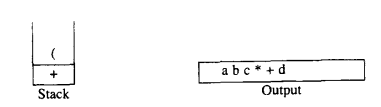 (
+ a b c * + d
Stack Output